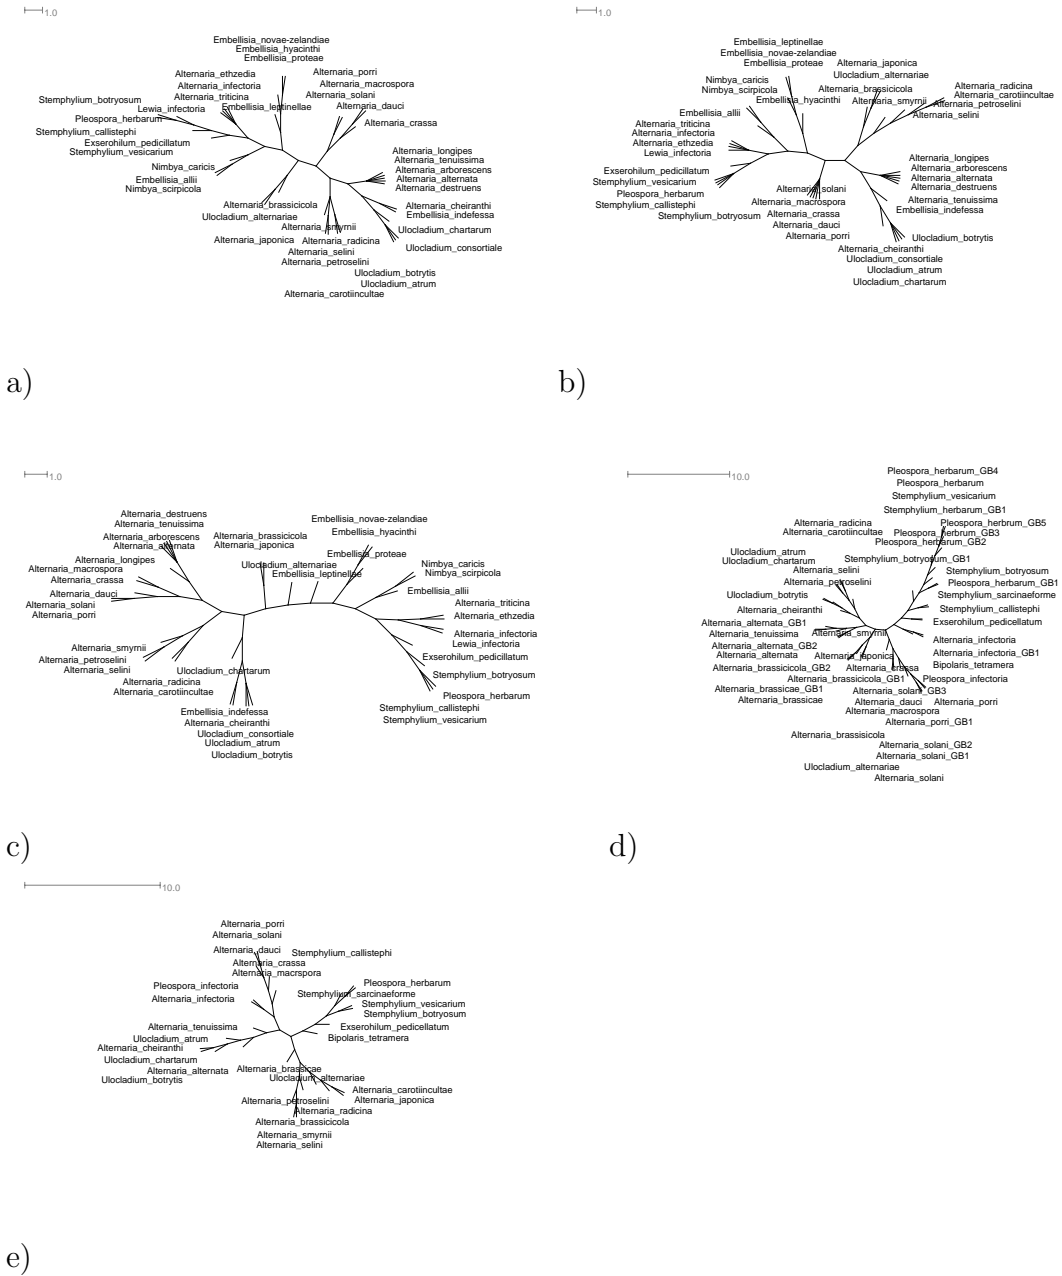 1.0
Embellisia_novae-zelandiae
Embellisia_hyacinthi
Embellisia_proteae
Alternaria_ethzedia
Alternaria_porri
Alternaria_infectoria
Alternaria_macrospora
Alternaria_triticina
Alternaria_solani
Stemphylium_botryosum
Lewia_infectoria
Embellisia_leptinellae
Alternaria_dauci
Pleospora_herbarum
Alternaria_crassa
Stemphylium_callistephi
Exserohilum_pedicillatum
Stemphylium_vesicarium
Alternaria_longipes
Alternaria_tenuissima
Nimbya_caricis
Alternaria_arborescens
Embellisia_allii
Alternaria_alternata
Nimbya_scirpicola
Alternaria_destruens
Alternaria_brassicicola
Alternaria_cheiranthi
Ulocladium_alternariae
Embellisia_indefessa
Alternaria_smyrnii
Ulocladium_chartarum
Alternaria_japonica
Alternaria_radicina
Ulocladium_consortiale
Alternaria_selini
Alternaria_petroselini
Ulocladium_botrytis
Ulocladium_atrum
Alternaria_carotiincultae
a)
1.0
Embellisia_leptinellae
Embellisia_novae-zelandiae
Embellisia_proteae
Alternaria_japonica
Ulocladium_alternariae
Nimbya_caricis
Nimbya_scirpicola
Alternaria_brassicicola
Alternaria_radicina
Alternaria_carotiincultae
Embellisia_hyacinthi
Alternaria_smyrnii
Alternaria_petroselini
Embellisia_allii
Alternaria_selini
Alternaria_triticina
Alternaria_infectoria
Alternaria_ethzedia
Lewia_infectoria
Alternaria_longipes
Alternaria_arborescens
Exserohilum_pedicillatum
Alternaria_alternata
Stemphylium_vesicarium
Alternaria_destruens
Pleospora_herbarum
Alternaria_solani
Stemphylium_callistephi
Alternaria_macrospora
Alternaria_tenuissima
Stemphylium_botryosum
Alternaria_crassa
Embellisia_indefessa
Alternaria_dauci
Alternaria_porri
Ulocladium_botrytis
Alternaria_cheiranthi
Ulocladium_consortiale
Ulocladium_atrum
Ulocladium_chartarum
b)
1.0
Alternaria_destruens
Alternaria_tenuissima
Embellisia_novae-zelandiae
Alternaria_arborescens
Alternaria_brassicicola
Embellisia_hyacinthi
Alternaria_alternata
Alternaria_japonica
Alternaria_longipes
Embellisia_proteae
Alternaria_macrospora
Ulocladium_alternariae
Nimbya_caricis
Alternaria_crassa
Embellisia_leptinellae
Nimbya_scirpicola
Alternaria_dauci
Embellisia_allii
Alternaria_solani
Alternaria_triticina
Alternaria_porri
Alternaria_ethzedia
Alternaria_infectoria
Lewia_infectoria
Alternaria_smyrnii
Exserohilum_pedicillatum
Alternaria_petroselini
Alternaria_selini
Ulocladium_chartarum
Stemphylium_botryosum
Alternaria_radicina
Alternaria_carotiincultae
Pleospora_herbarum
Embellisia_indefessa
Stemphylium_callistephi
Alternaria_cheiranthi
Stemphylium_vesicarium
Ulocladium_consortiale
Ulocladium_atrum
Ulocladium_botrytis
c)
10.0
Pleospora_herbarum_GB4
Pleospora_herbarum
Stemphylium_vesicarium
Stemphylium_herbarum_GB1
Alternaria_radicina
Pleospora_herbrum_GB5
Alternaria_carotiincultae
Pleospora_herbrum_GB3
Pleospora_herbarum_GB2
Ulocladium_atrum
Ulocladium_chartarum
Stemphylium_botryosum_GB1
Alternaria_selini
Stemphylium_botryosum
Alternaria_petroselini
Pleospora_herbarum_GB1
Ulocladium_botrytis
Stemphylium_sarcinaeforme
Alternaria_cheiranthi
Stemphylium_callistephi
Alternaria_alternata_GB1
Exserohilum_pedicellatum
Alternaria_tenuissima
Alternaria_smyrnii
Alternaria_infectoria
Alternaria_alternata_GB2
Alternaria_alternata
Alternaria_japonica
Alternaria_infectoria_GB1
Alternaria_brassicicola_GB2
Alternaria_crassa
Bipolaris_tetramera
Alternaria_brassicicola_GB1
Pleospora_infectoria
Alternaria_brassicae_GB1
Alternaria_solani_GB3
Alternaria_brassicae
Alternaria_dauci
Alternaria_porri
Alternaria_macrospora
Alternaria_porri_GB1
Alternaria_brassisicola
Alternaria_solani_GB2
Alternaria_solani_GB1
Ulocladium_alternariae
Alternaria_solani
d)
10.0
Alternaria_porri
Alternaria_solani
Alternaria_dauci
Stemphylium_callistephi
Alternaria_crassa
Alternaria_macrspora
Pleospora_infectoria
Pleospora_herbarum
Alternaria_infectoria
Stemphylium_sarcinaeforme
Stemphylium_vesicarium
Stemphylium_botryosum
Alternaria_tenuissima
Exserohilum_pedicellatum
Ulocladium_atrum
Bipolaris_tetramera
Alternaria_cheiranthi
Ulocladium_chartarum
Alternaria_alternata
Alternaria_brassicae
Ulocladium_botrytis
Ulocladium_alternariae
Alternaria_carotiincultae
Alternaria_petroselini
Alternaria_japonica
Alternaria_radicina
Alternaria_brassicicola
Alternaria_smyrnii
Alternaria_selini
e)